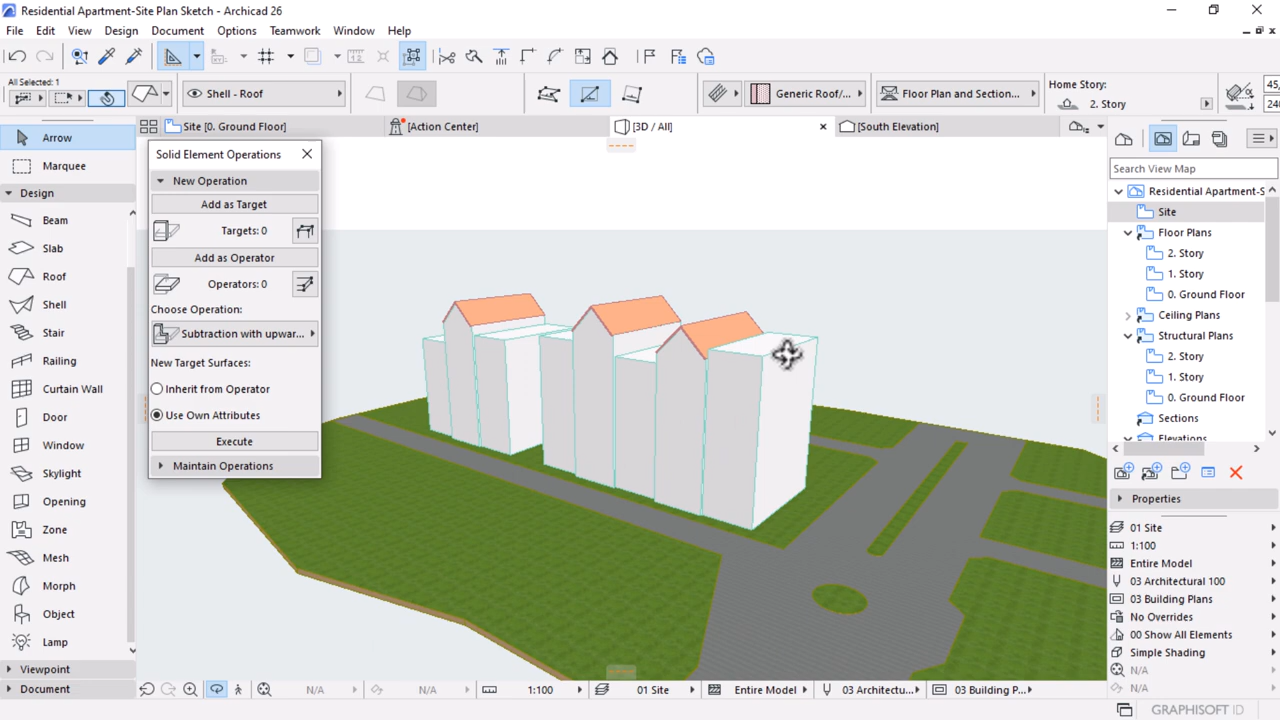 Residential Apartment-Site Plan Sketch - Archicad 26
File Edit View Design Document Options Teamwork Window Help
All Selected: 1
Shell - Roof
Generic Roof/...
Floor Plan and Section...
Home Story:
2. Story
45,
240
Site [0. Ground Floor]
[Action Center]
[3D / All]
[South Elevation]
Arrow
Marquee
Design
Beam
Slab
Roof
Shell
Stair
Railing
Curtain Wall
Door
Window
Skylight
Opening
Zone
Mesh
Morph
Object
Lamp
Viewpoint
Document
Solid Element Operations
New Operation
Add as Target
Targets: 0
Add as Operator
Operators: 0
Choose Operation:
Subtraction with upwar...
New Target Surfaces:
Inherit from Operator
Use Own Attributes
Execute
Maintain Operations
Search View Map
Residential Apartment-S
Site
Floor Plans
2. Story
1. Story
0. Ground Floor
Ceiling Plans
Structural Plans
2. Story
1. Story
0. Ground Floor
Sections
Elevations
Properties
01 Site
1:100
Entire Model
03 Architectural 100
03 Building Plans
No Overrides
00 Show All Elements
Simple Shading
N/A
N/A
N/A N/A 1:100 01 Site Entire Model 03 Architectu... 03 Building P...
GRAPHISOFT ID